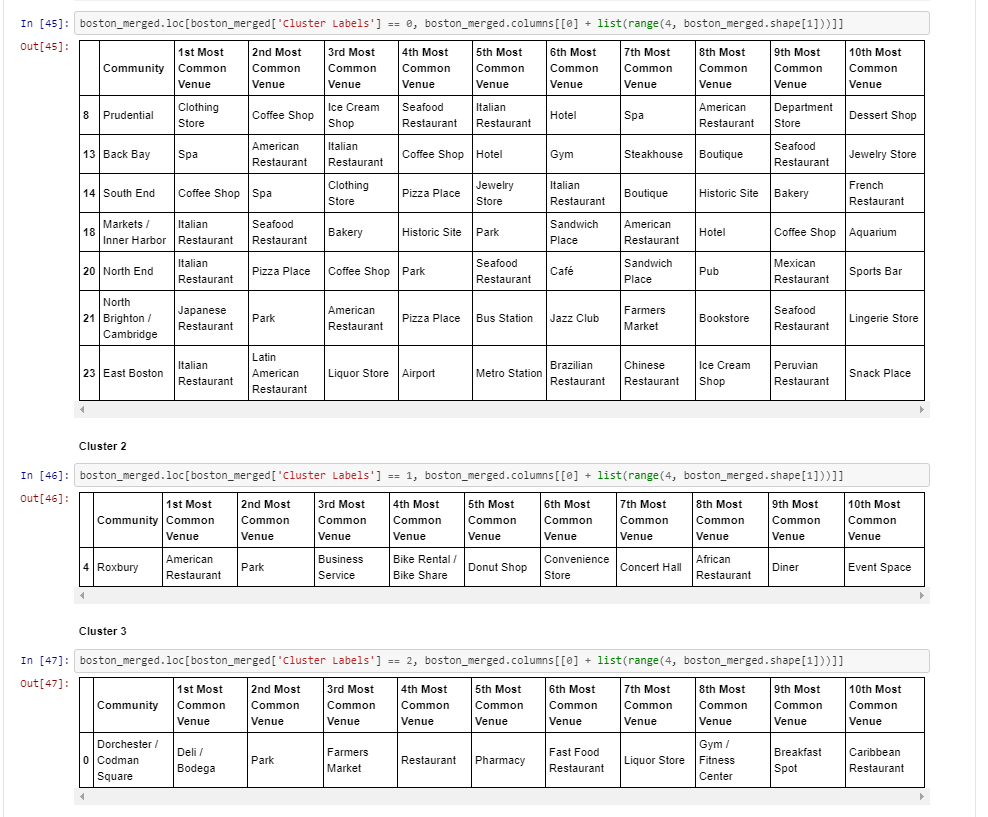 In [45]: boston_merged.loc[boston_merged['Cluster Labels'] == 0, boston_merged.columns[[0] + list(range(4, boston_merged.shape[1]))]]
Out[45]:
Community 1st Most Common Venue 2nd Most Common Venue 3rd Most Common Venue 4th Most Common Venue 5th Most Common Venue 6th Most Common Venue 7th Most Common Venue 8th Most Common Venue 9th Most Common Venue 10th Most Common Venue
8 Prudential Clothing Store Coffee Shop Ice Cream Shop Seafood Restaurant Italian Restaurant Hotel Spa American Restaurant Department Store Dessert Shop
13 Back Bay Spa American Restaurant Italian Restaurant Coffee Shop Hotel Gym Steakhouse Boutique Seafood Restaurant Jewelry Store
14 South End Coffee Shop Spa Clothing Store Pizza Place Jewelry Store Italian Restaurant Boutique Historic Site Bakery French Restaurant
18 Markets / Inner Harbor Italian Restaurant Seafood Restaurant Bakery Historic Site Park Sandwich Place American Restaurant Hotel Coffee Shop Aquarium
20 North End Italian Restaurant Pizza Place Coffee Shop Park Seafood Restaurant Café Sandwich Place Pub Mexican Restaurant Sports Bar
21 North Brighton / Cambridge Japanese Restaurant Park American Restaurant Pizza Place Bus Station Jazz Club Farmers Market Bookstore Seafood Restaurant Lingerie Store
23 East Boston Italian Restaurant Latin American Restaurant Liquor Store Airport Metro Station Brazilian Restaurant Chinese Restaurant Ice Cream Shop Peruvian Restaurant Snack Place
Cluster 2
In [46]: boston_merged.loc[boston_merged['Cluster Labels'] == 1, boston_merged.columns[[0] + list(range(4, boston_merged.shape[1]))]]
Out[46]:
Community 1st Most Common Venue 2nd Most Common Venue 3rd Most Common Venue 4th Most Common Venue 5th Most Common Venue 6th Most Common Venue 7th Most Common Venue 8th Most Common Venue 9th Most Common Venue 10th Most Common Venue
4 Roxbury American Restaurant Park Business Service Bike Rental / Bike Share Donut Shop Convenience Store Concert Hall African Restaurant Diner Event Space
Cluster 3
In [47]: boston_merged.loc[boston_merged['Cluster Labels'] == 2, boston_merged.columns[[0] + list(range(4, boston_merged.shape[1]))]]
Out[47]:
Community 1st Most Common Venue 2nd Most Common Venue 3rd Most Common Venue 4th Most Common Venue 5th Most Common Venue 6th Most Common Venue 7th Most Common Venue 8th Most Common Venue 9th Most Common Venue 10th Most Common Venue
0 Dorchester / Codman Square Deli / Bodega Park Farmers Market Restaurant Pharmacy Fast Food Restaurant Liquor Store Gym / Fitness Center Breakfast Spot Caribbean Restaurant